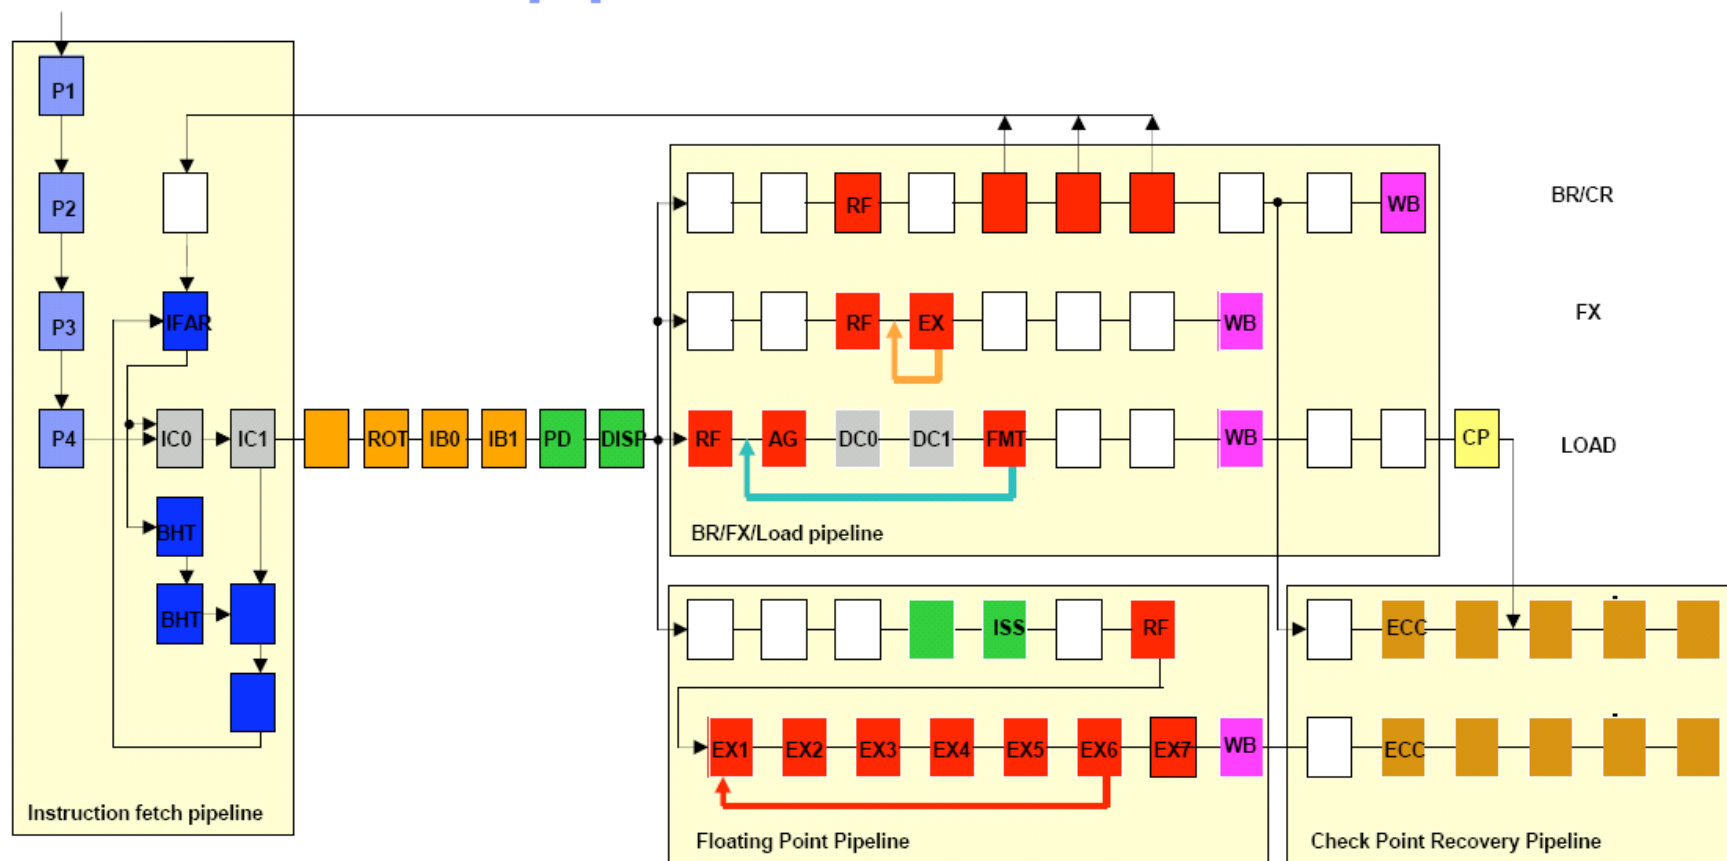 P1
P2
RF
WB
BR/CR
P3
IFAR
RF
EX
WB
FX
P4
IC0
IC1
ROT
IB0
IB1
PD
DISP
RF
AG
DC0
DC1
FMT
WB
CP
LOAD
BHT
BR/FX/Load pipeline
BHT
ISS
RF
ECC
EX1
EX2
EX3
EX4
EX5
EX6
EX7
WB
ECC
Instruction fetch pipeline
Floating Point Pipeline
Check Point Recovery Pipeline